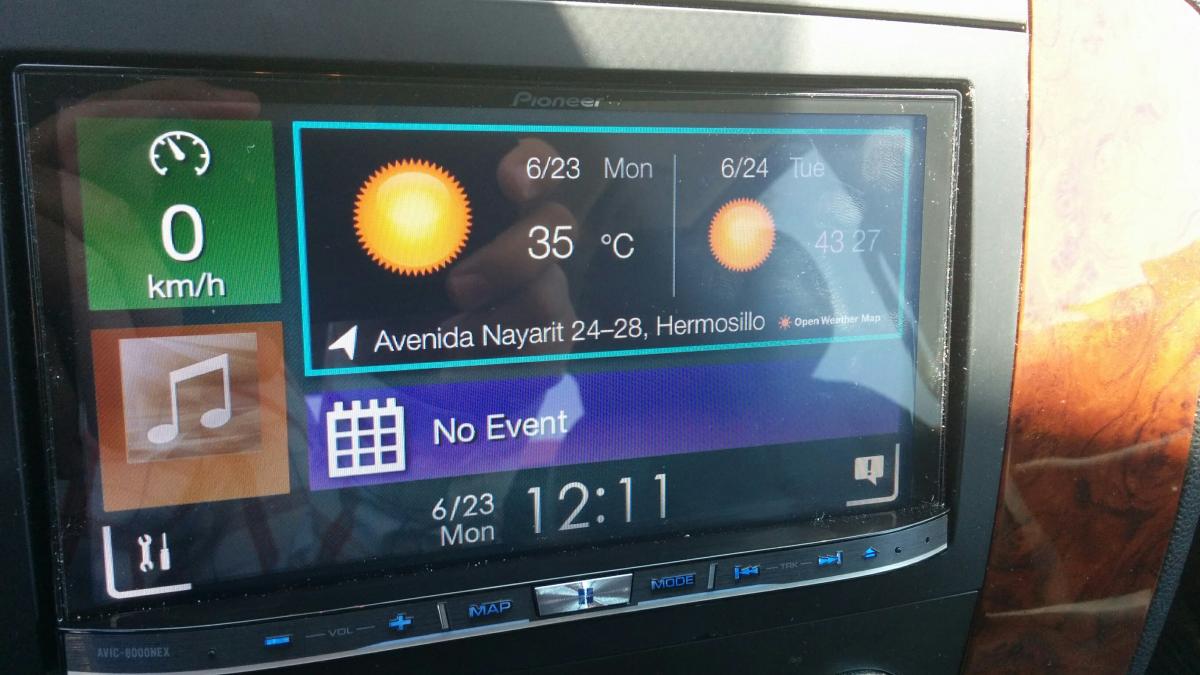 Pioneer
0
km/h
6/23 Mon
35 °C
6/24 Tue
43 27
Avenida Nayarit 24–28, Hermosillo
Open Weather Map
No Event
6/23
Mon
12:11
VOL
MAP
MODE
TRK
AVIC-8000NEX